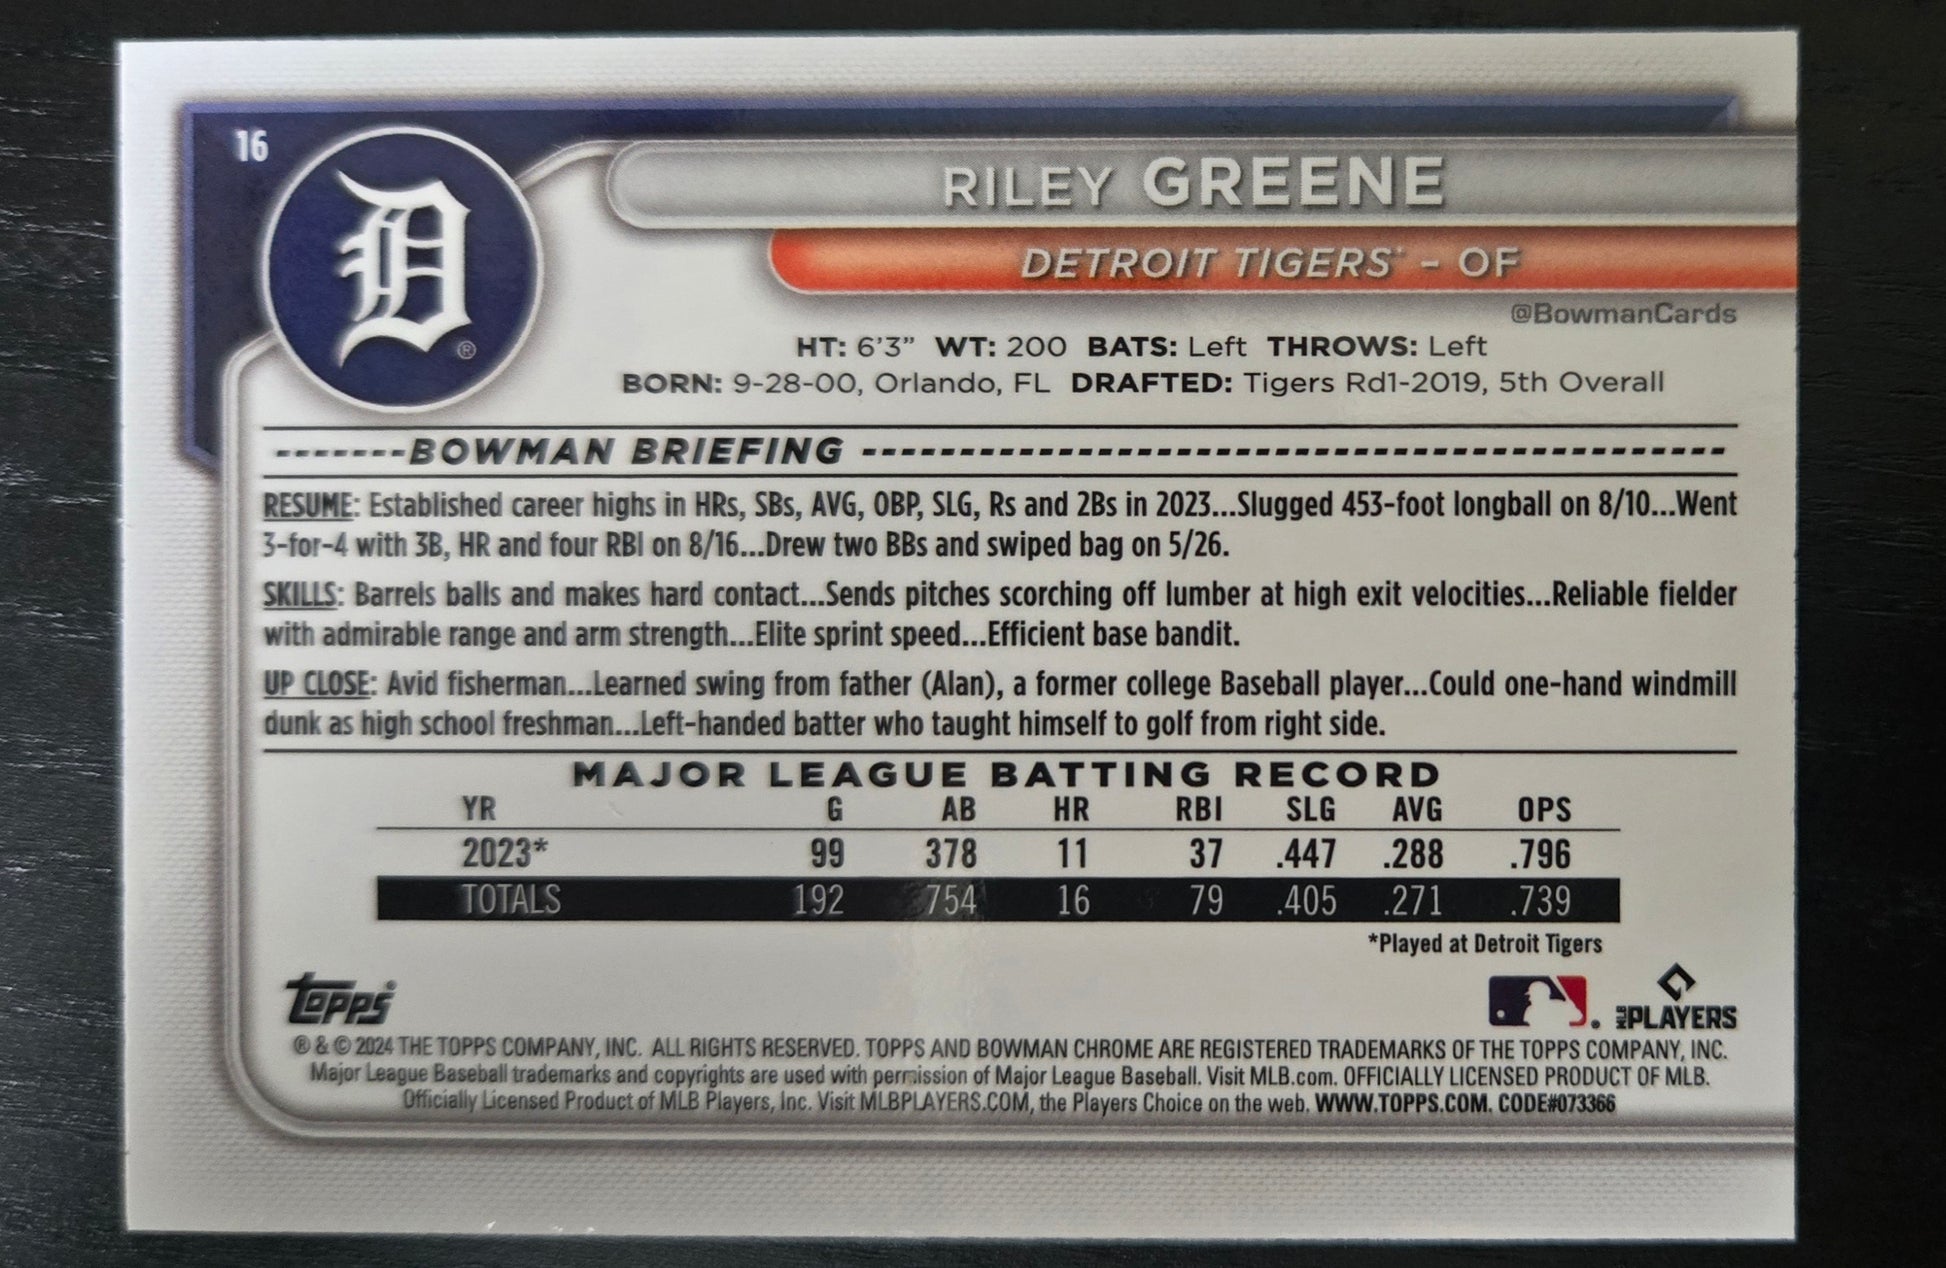 16
D ®
RILEY GREENE
DETROIT TIGERS® - OF
@BowmanCards
HT: 6'3" WT: 200 BATS: Left THROWS: Left
BORN: 9-28-00, Orlando, FL DRAFTED: Tigers Rd1-2019, 5th Overall
-------BOWMAN BRIEFING -------------------------------------
RESUME: Established career highs in HRs, SBs, AVG, OBP, SLG, Rs and 2Bs in 2023...Slugged 453-foot longball on 8/10...Went
3-for-4 with 3B, HR and four RBI on 8/16...Drew two BBs and swiped bag on 5/26.
SKILLS: Barrels balls and makes hard contact...Sends pitches scorching off lumber at high exit velocities...Reliable fielder
with admirable range and arm strength...Elite sprint speed...Efficient base bandit.
UP CLOSE: Avid fisherman...Learned swing from father (Alan), a former college Baseball player...Could one-hand windmill
dunk as high school freshman...Left-handed batter who taught himself to golf from right side.
MAJOR LEAGUE BATTING RECORD
YR G AB HR RBI SLG AVG OPS
2023* 99 378 11 37 .447 .288 .796
TOTALS 192 754 16 79 .405 .271 .739
*Played at Detroit Tigers
Topps®
MLB PLAYERS
® & © 2024 THE TOPPS COMPANY, INC. ALL RIGHTS RESERVED. TOPPS AND BOWMAN CHROME ARE REGISTERED TRADEMARKS OF THE TOPPS COMPANY, INC.
Major League Baseball trademarks and copyrights are used with permission of Major League Baseball. Visit MLB.com. OFFICIALLY LICENSED PRODUCT OF MLB.
Officially Licensed Product of MLB Players, Inc. Visit MLBPLAYERS.COM, the Players Choice on the web. WWW.TOPPS.COM. CODE#073366